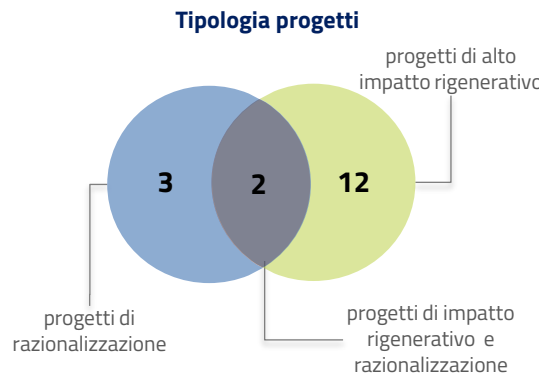 Tipologia progetti
progetti di alto
impatto rigenerativo
3
2
12
progetti di
razionalizzazione
progetti di impatto
rigenerativo e
razionalizzazione